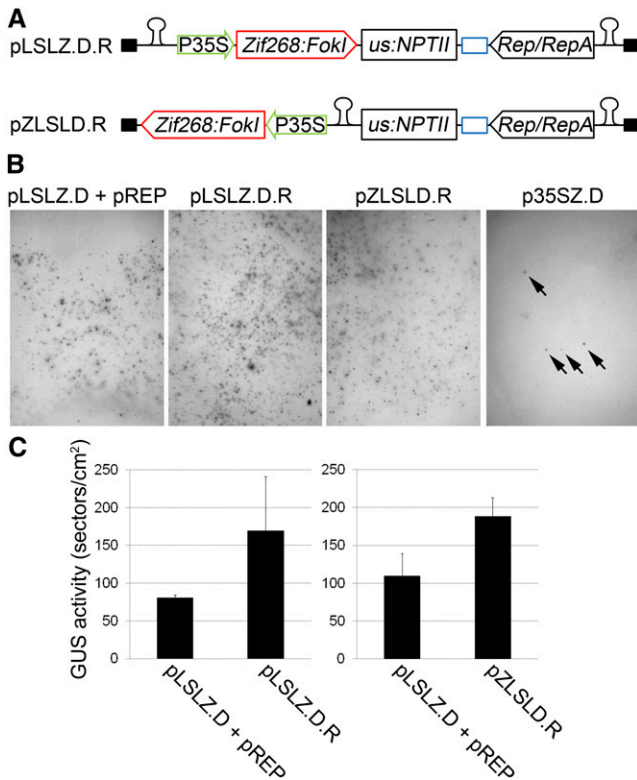 A
pLSLZ.D.R
P35S Zif268:FokI us:NPTII Rep/RepA
pZLSLD.R
Zif268:FokI P35S us:NPTII Rep/RepA
B
pLSLZ.D + pREP pLSLZ.D.R pZLSLD.R p35SZ.D
C
GUS activity (sectors/cm²)
250 250
200 200
150 150
100 100
50 50
0 0
pLSLZ.D + pREP
pLSLZ.D.R
pLSLZ.D + pREP
pZLSLD.R